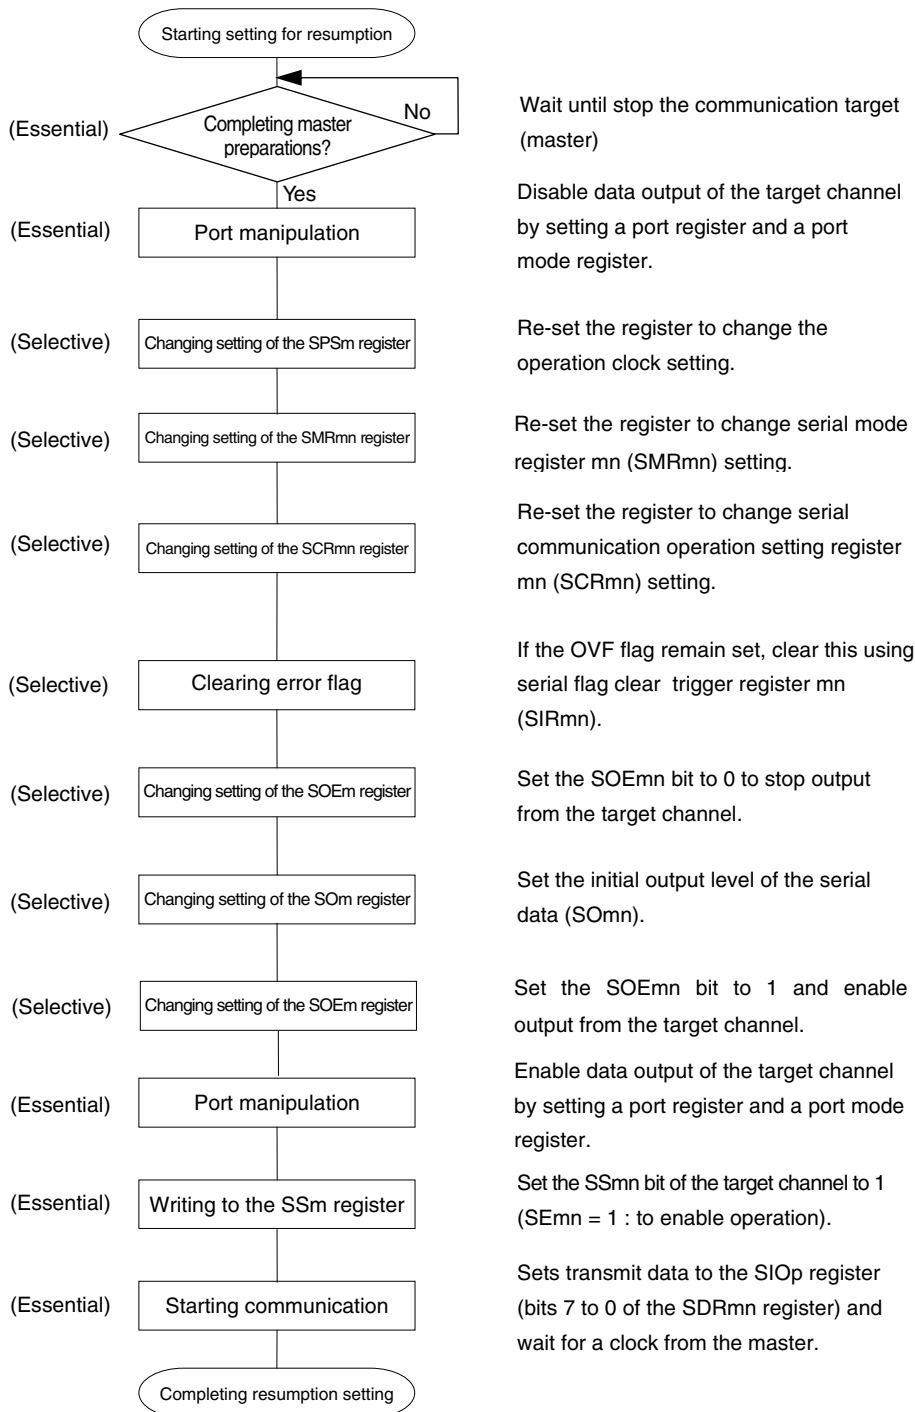 Starting setting for resumption
No
(Essential)
Completing master
preparations?
Wait until stop the communication target
(master)
Yes
(Essential)
Port manipulation
Disable data output of the target channel
by setting a port register and a port
mode register.
(Selective)
Changing setting of the SPSm register
Re-set the register to change the
operation clock setting.
(Selective)
Changing setting of the SMRmn register
Re-set the register to change serial mode
register mn (SMRmn) setting.
(Selective)
Changing setting of the SCRmn register
Re-set the register to change serial
communication operation setting register
mn (SCRmn) setting.
(Selective)
Clearing error flag
If the OVF flag remain set, clear this using
serial flag clear trigger register mn
(SIRmn).
(Selective)
Changing setting of the SOEm register
Set the SOEmn bit to 0 to stop output
from the target channel.
(Selective)
Changing setting of the SOm register
Set the initial output level of the serial
data (SOmn).
(Selective)
Changing setting of the SOEm register
Set the SOEmn bit to 1 and enable
output from the target channel.
(Essential)
Port manipulation
Enable data output of the target channel
by setting a port register and a port mode
register.
(Essential)
Writing to the SSm register
Set the SSmn bit of the target channel to 1
(SEmn = 1 : to enable operation).
(Essential)
Starting communication
Sets transmit data to the SIOp register
(bits 7 to 0 of the SDRmn register) and
wait for a clock from the master.
Completing resumption setting